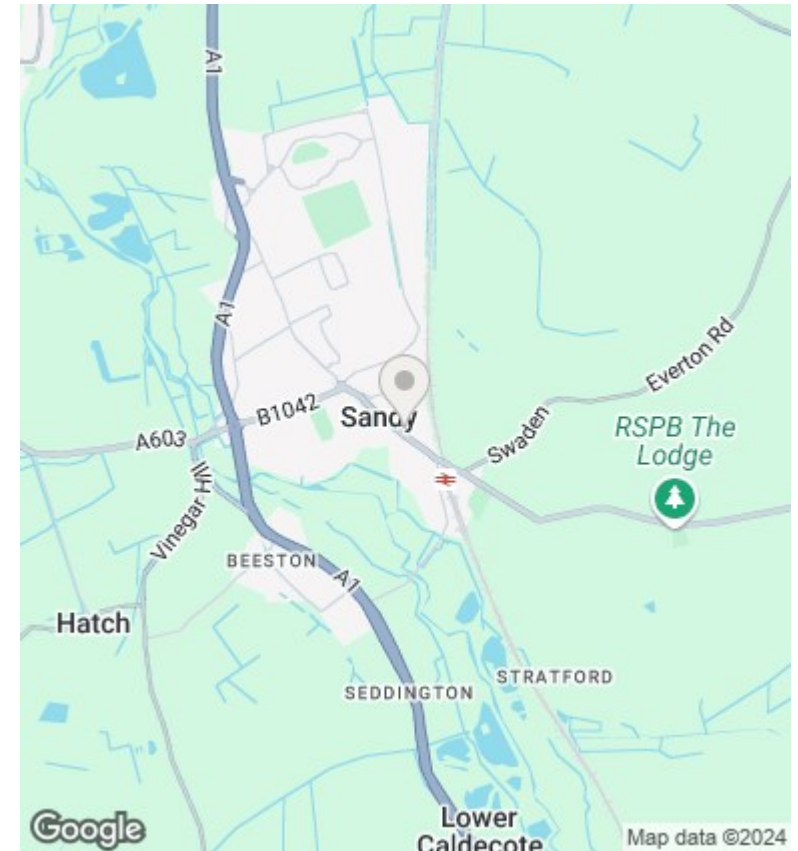 A1
A1
B1042
Sandy
A603
Everton Rd
Swaden
RSPB The
Lodge
Vinegar Hill
BEESTON
A1
Hatch
STRATFORD
SEDDINGTON
Lower
Caldecote
Google
Map data ©2024